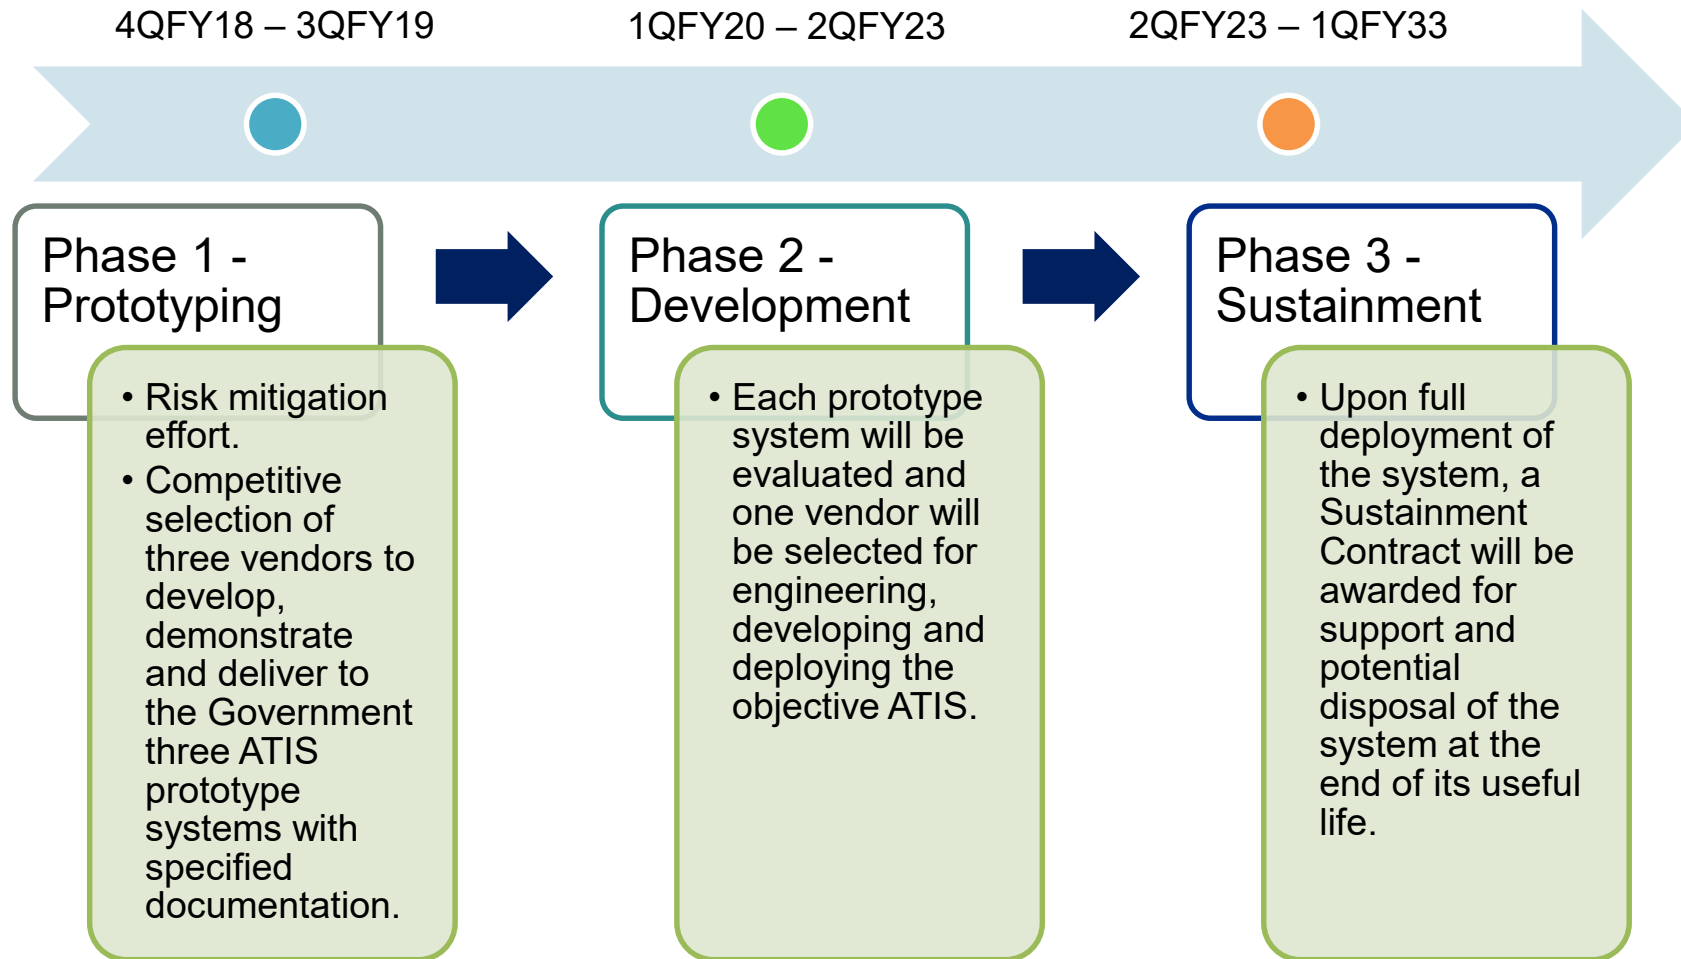 4QFY18 – 3QFY19
1QFY20 – 2QFY23
2QFY23 – 1QFY33
Phase 1 -
Prototyping
• Risk mitigation
effort.
• Competitive
selection of
three vendors to
develop,
demonstrate
and deliver to
the Government
three ATIS
prototype
systems with
specified
documentation.
Phase 2 -
Development
• Each prototype
system will be
evaluated and
one vendor will
be selected for
engineering,
developing and
deploying the
objective ATIS.
Phase 3 -
Sustainment
• Upon full
deployment of
the system, a
Sustainment
Contract will be
awarded for
support and
potential
disposal of the
system at the
end of its useful
life.